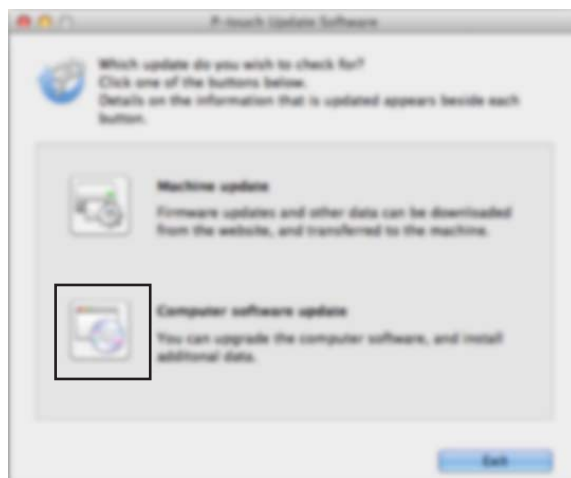 P-touch Update Software
Which update do you wish to check for?
Click one of the buttons below.
Details on the information that is updated appears beside each
button.
Machine update
Firmware updates and other data can be downloaded
from the website, and transferred to the machine.
Computer software update
You can upgrade the computer software, and install
additonal data.
Exit